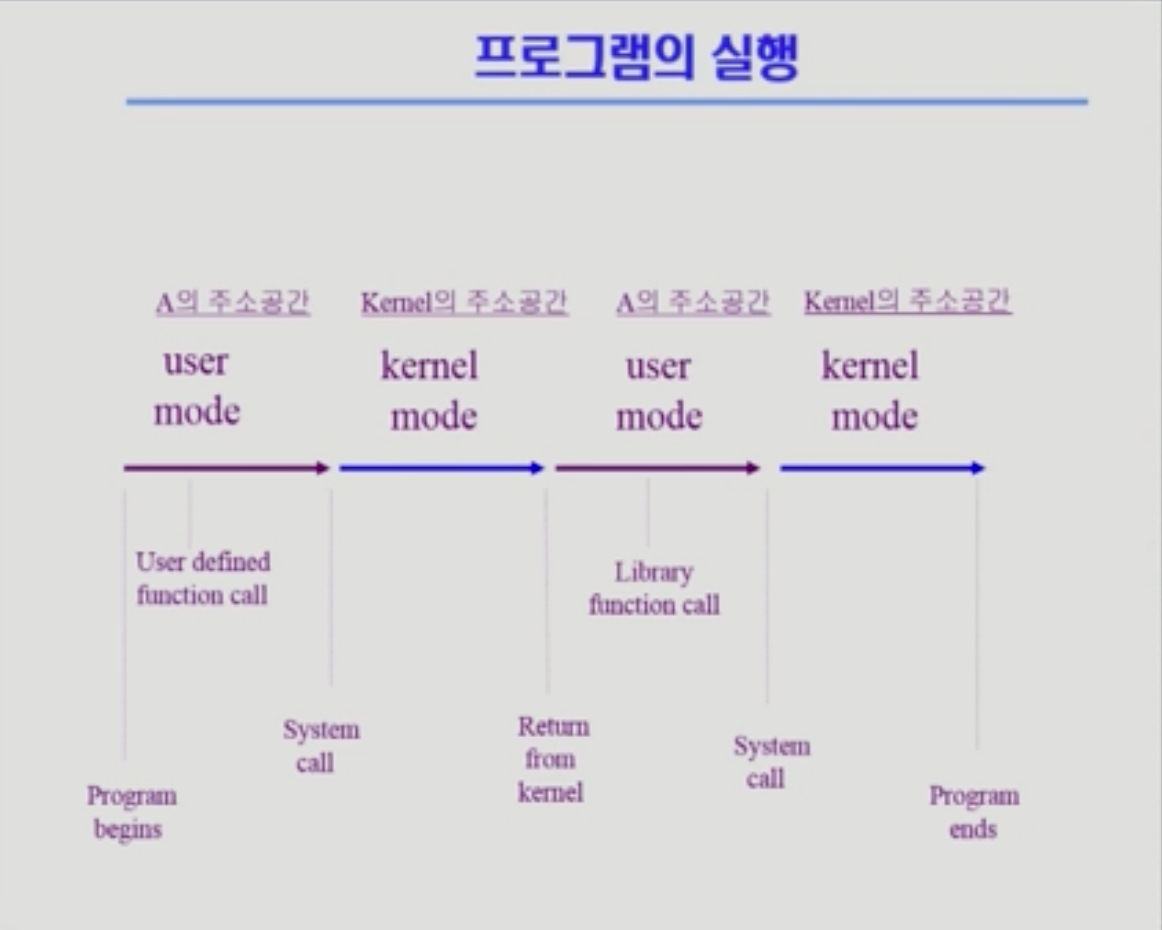 프로그램의 실행
A의 주소공간
Kernel의 주소공간
A의 주소공간
Kernel의 주소공간
user
mode
kernel
mode
user
mode
kernel
mode
User defined
function call
Library
function call
System
call
Return
from
kernel
System
call
Program
begins
Program
ends